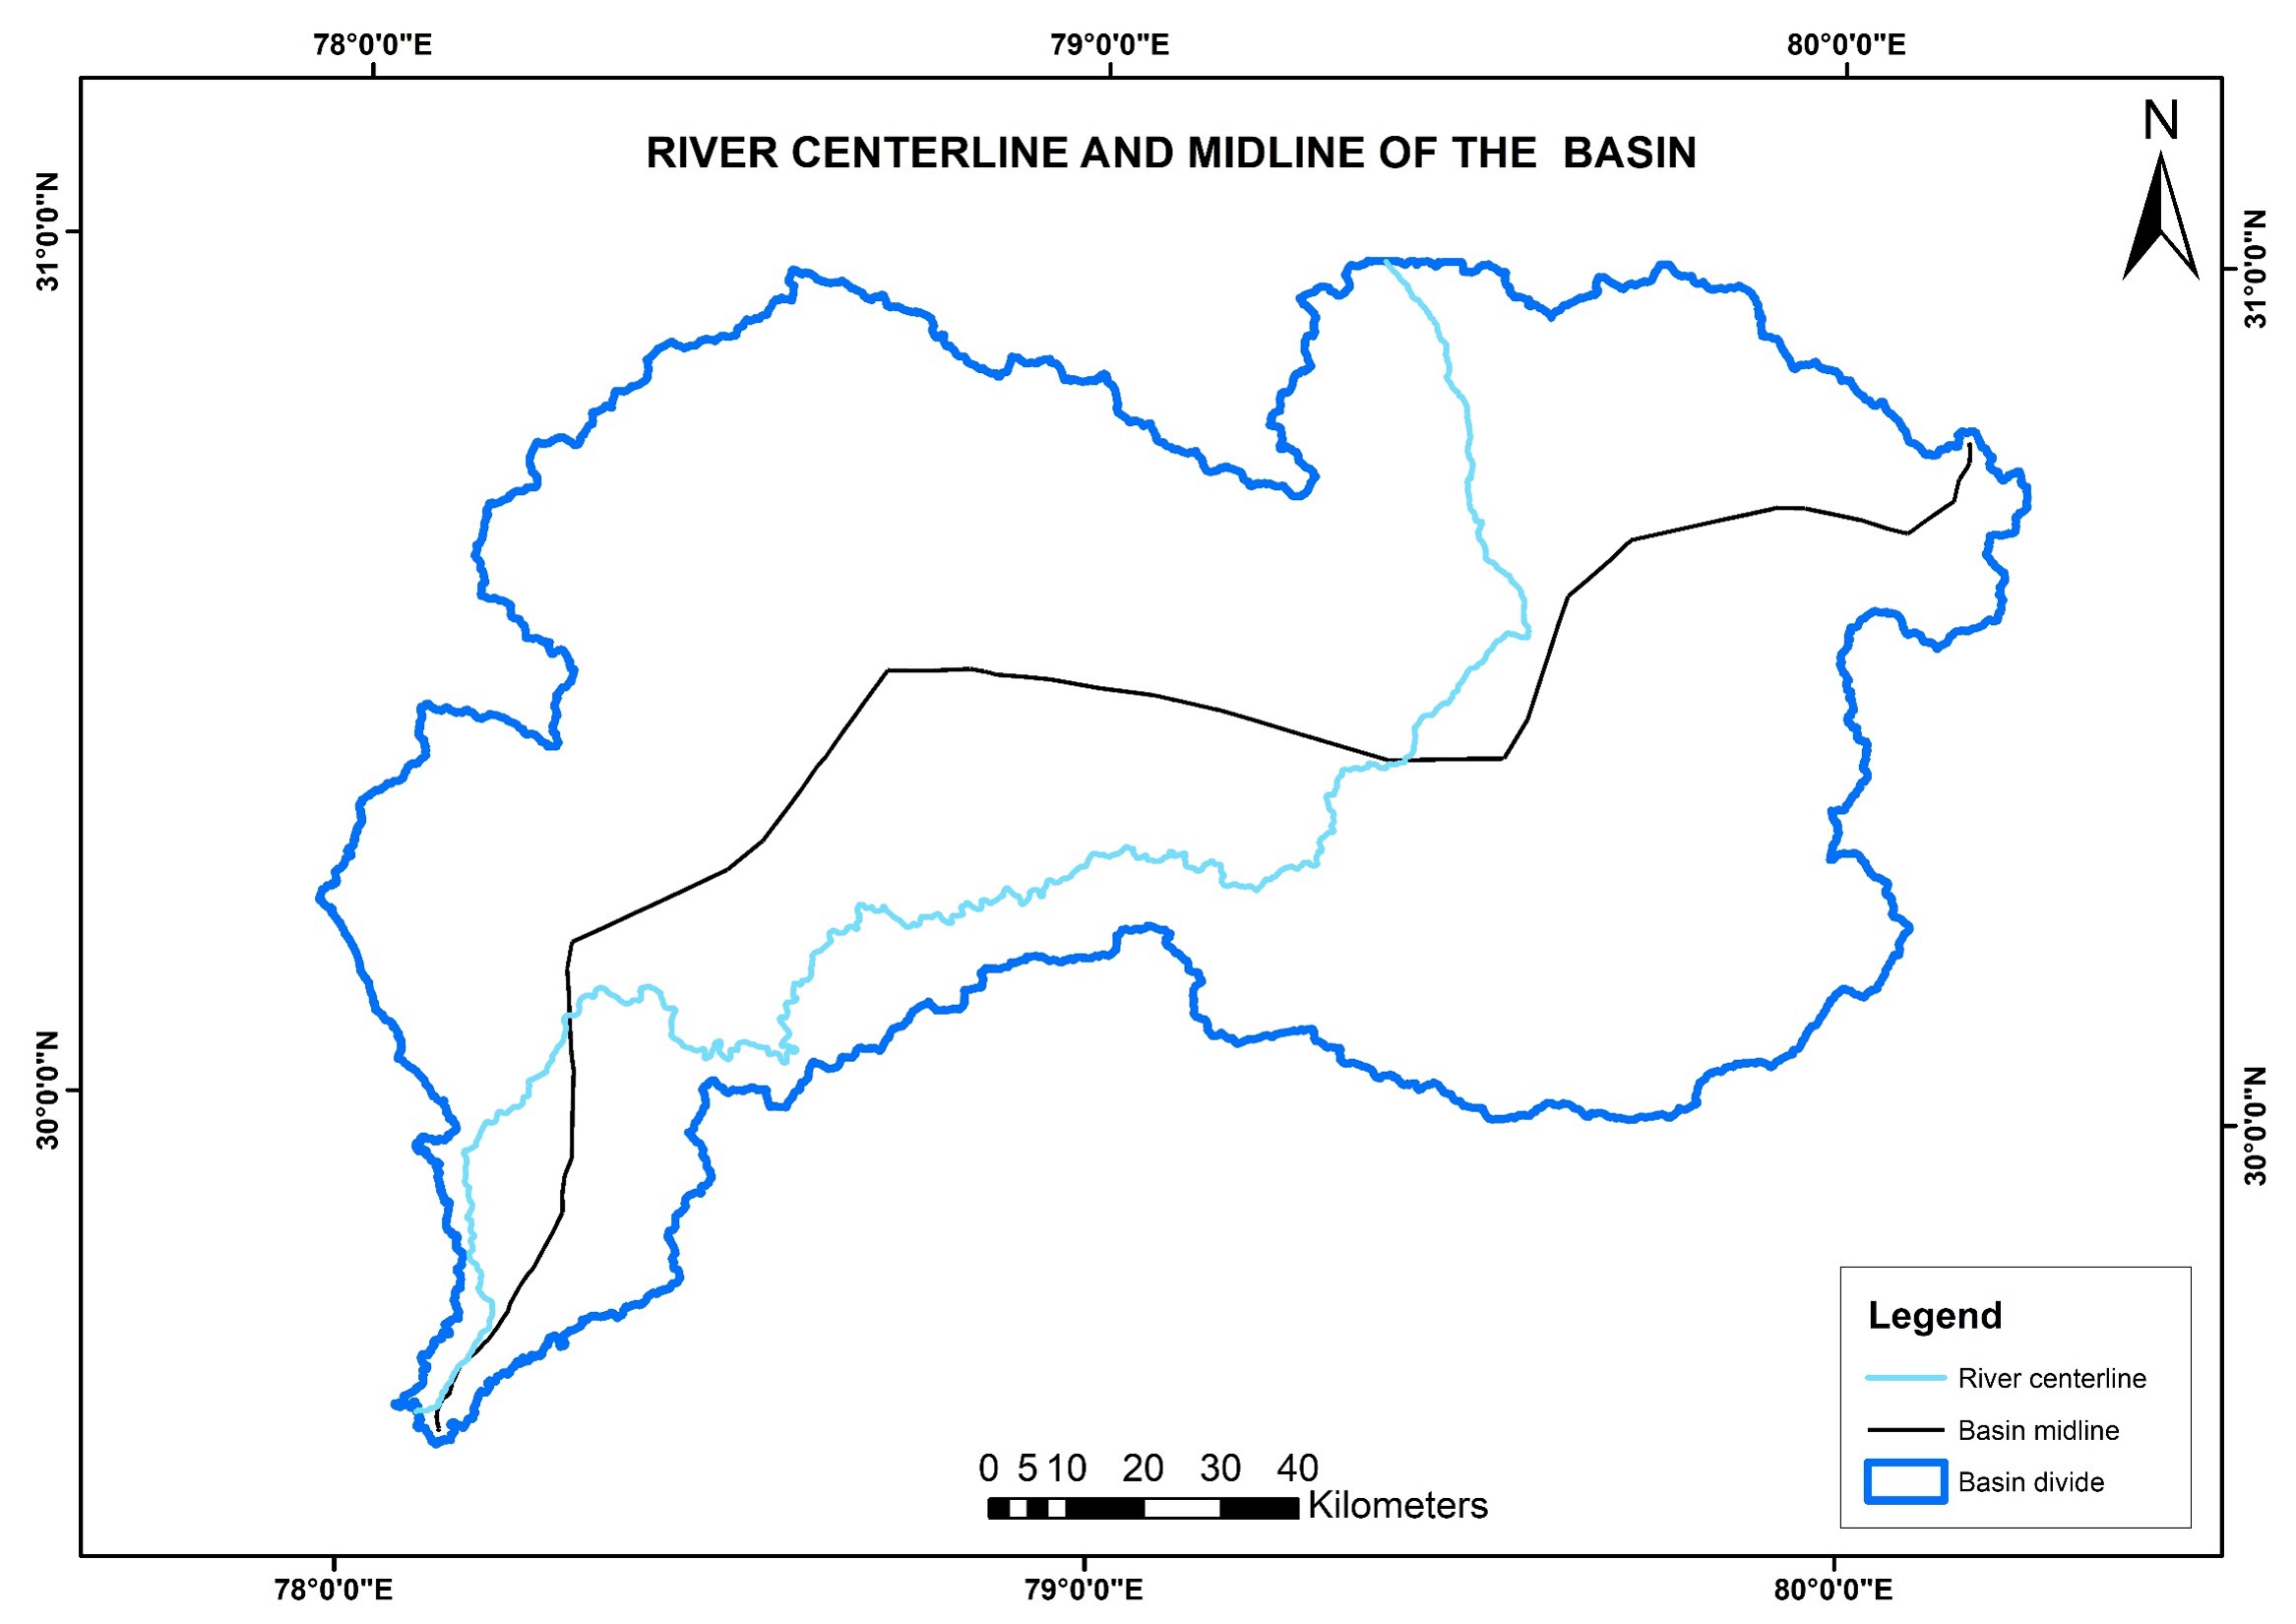 78°0'0"E 79°0'0"E 80°0'0"E
N
RIVER CENTERLINE AND MIDLINE OF THE  BASIN
31°0'0"N
31°0'0"N
30°0'0"N
30°0'0"N
Legend
River centerline
Basin midline
Basin divide
0 5 10 20 30 40
Kilometers
78°0'0"E 79°0'0"E 80°0'0"E